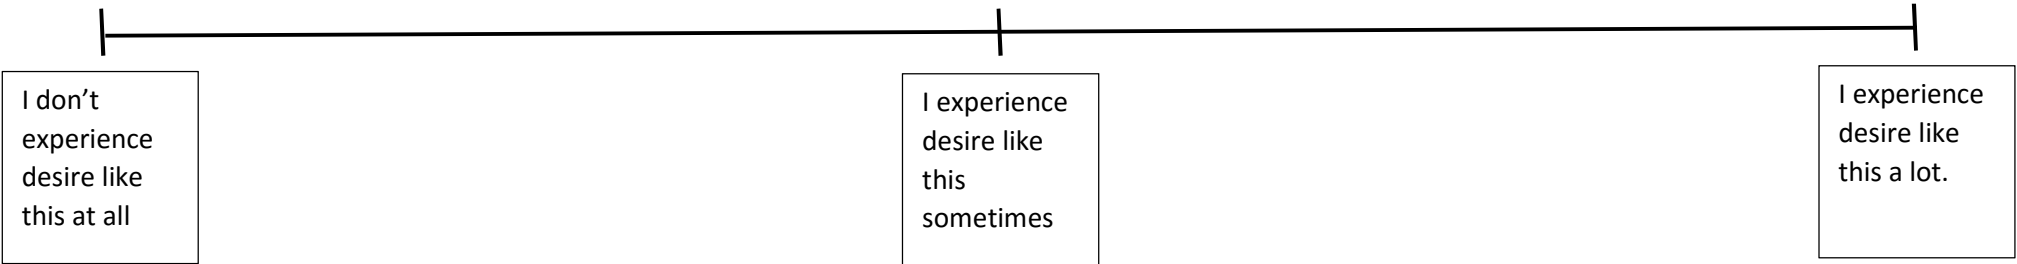 I don’t
experience
desire like
this at all
I experience
desire like
this
sometimes
I experience
desire like
this a lot.